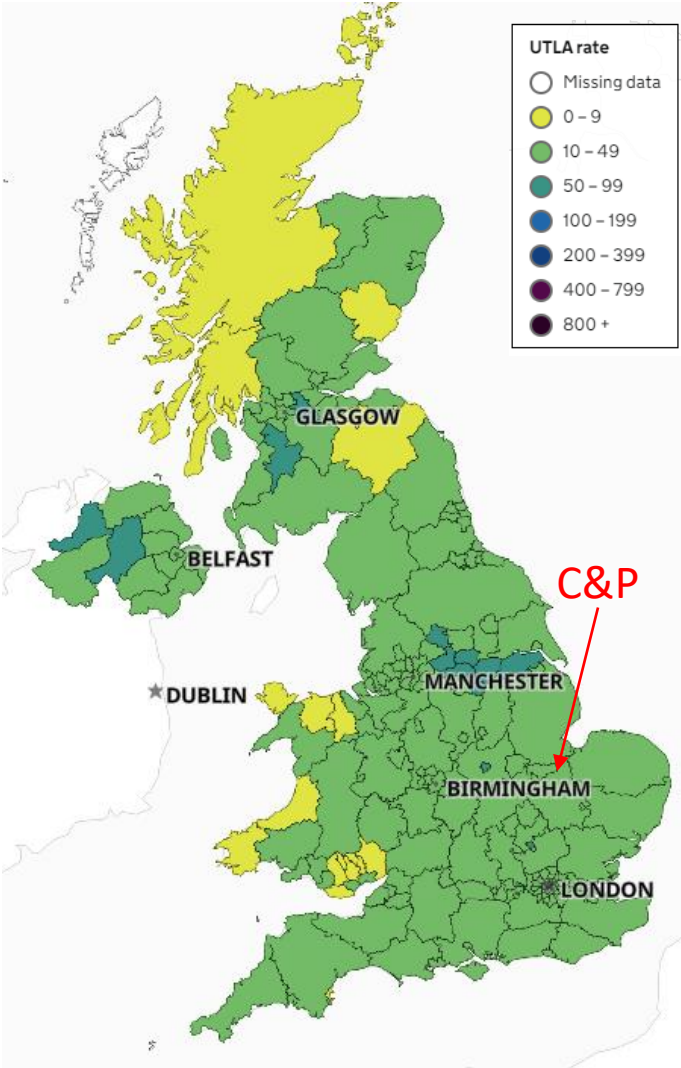 UTLA rate
Missing data
0 – 9
10 – 49
50 – 99
100 – 199
200 – 399
400 – 799
800 +
GLASGOW
BELFAST
C&P
DUBLIN
MANCHESTER
BIRMINGHAM
LONDON